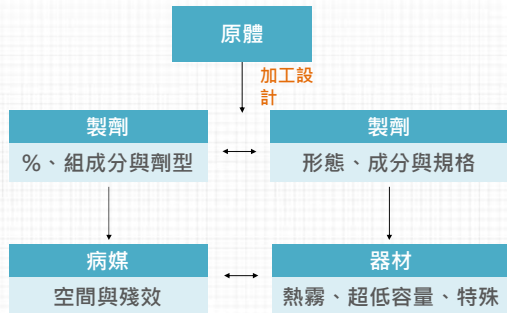 原體
加工設
計
製劑
製劑
%、組成分與劑型
形態、成分與規格
病媒
器材
空間與殘效
熱霧、超低容量、特殊